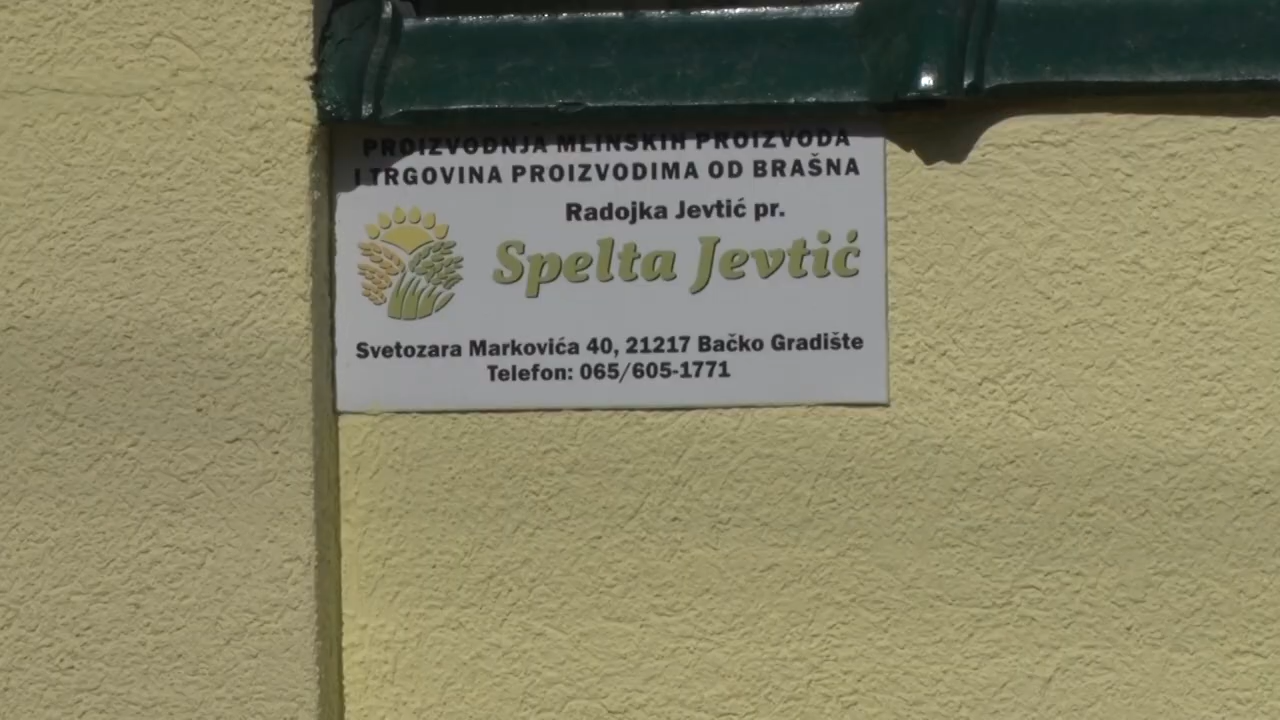 PROIZVODNJA MLINSKIH PROIZVODA
I TRGOVINA PROIZVODIMA OD BRAŠNA
Radojka Jevtić pr.
Spelta Jevtić
Svetozara Markovića 40, 21217 Bačko Gradište
Telefon: 065/605-1771